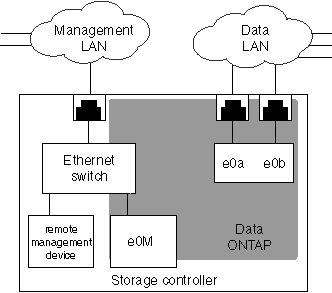 Management
LAN
Data
LAN
Ethernet
switch
e0a
e0b
remote
management
device
e0M
Data
ONTAP
Storage controller